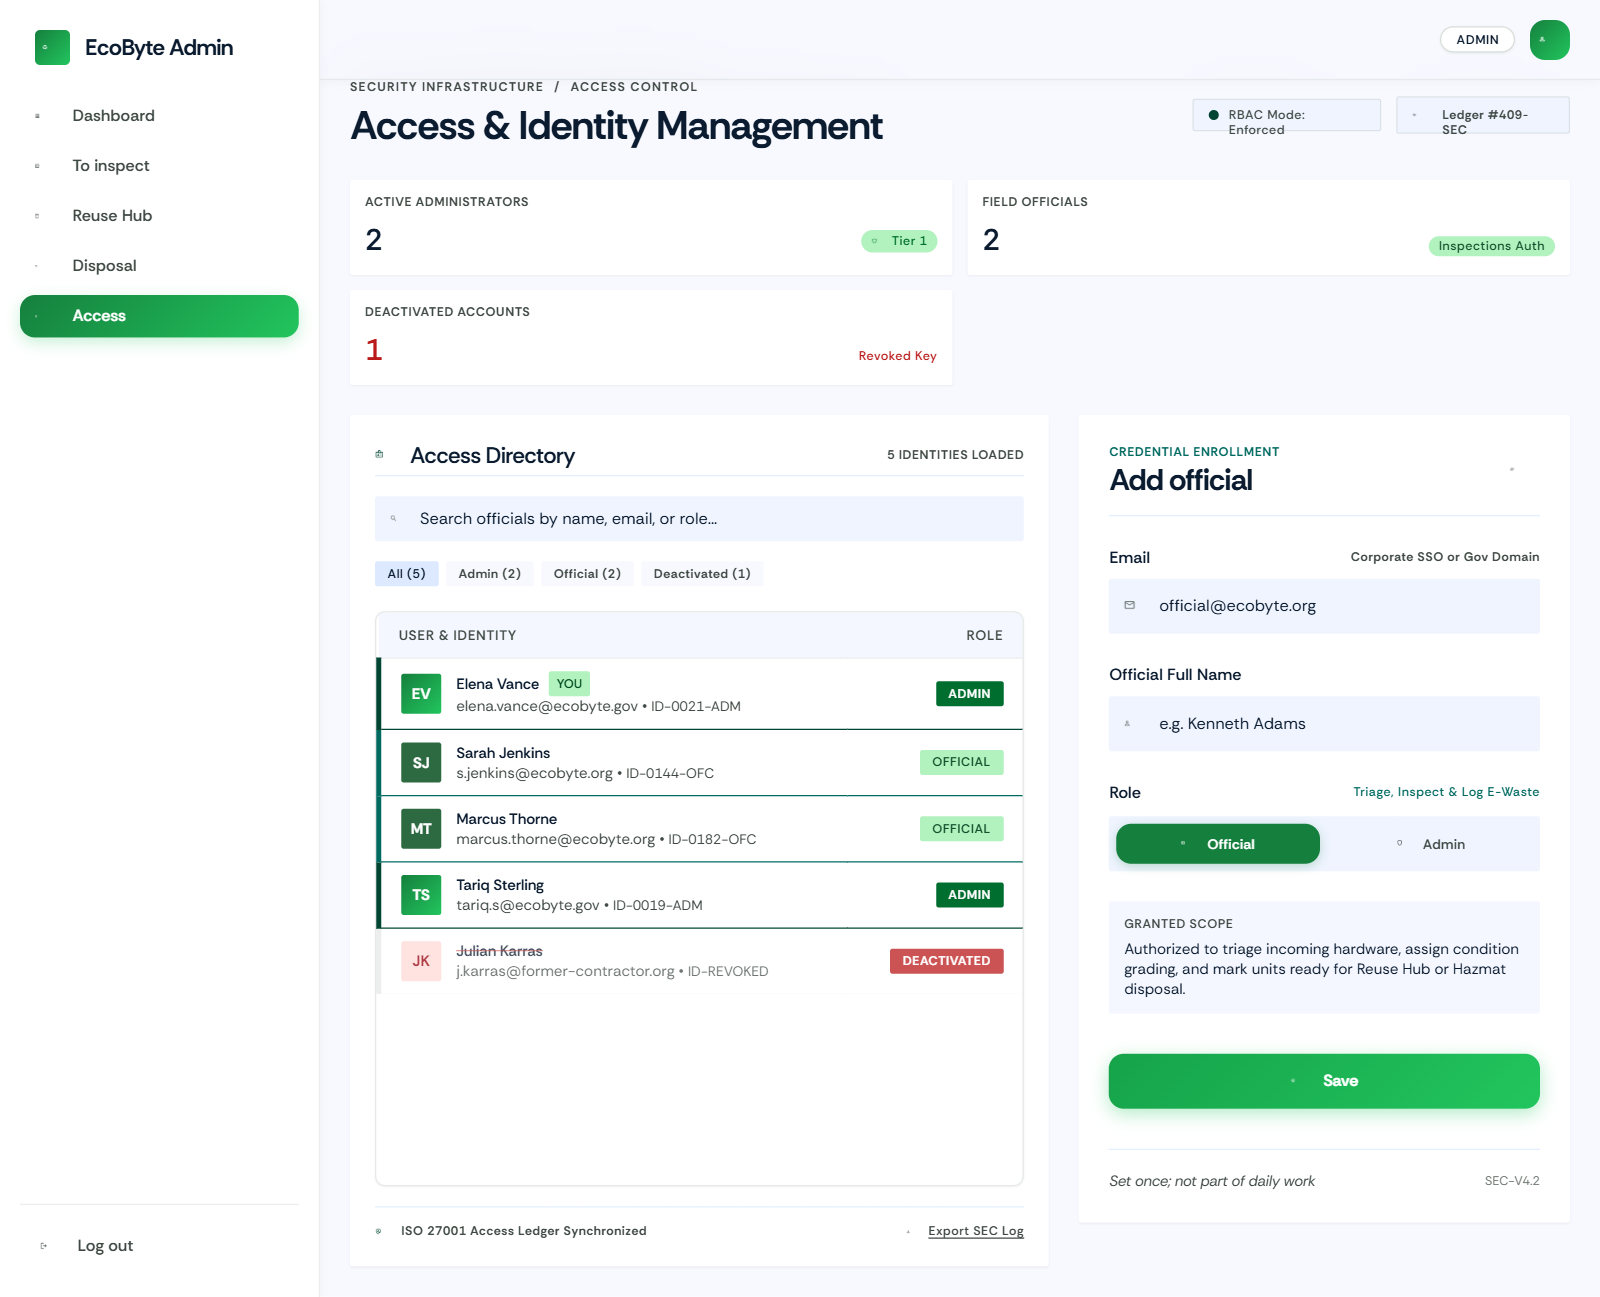 EcoByte Admin
Dashboard
To inspect
Reuse Hub
Disposal
Access
Log out
ADMIN
SECURITY INFRASTRUCTURE / ACCESS CONTROL
Access & Identity Management
RBAC Mode:
Enforced
Ledger #409-
SEC
ACTIVE ADMINISTRATORS
2
Tier 1
FIELD OFFICIALS
2
Inspections Auth
DEACTIVATED ACCOUNTS
1
Revoked Key
Access Directory
5 IDENTITIES LOADED
Search officials by name, email, or role...
All (5)
Admin (2)
Official (2)
Deactivated (1)
USER & IDENTITY
ROLE
EV
Elena Vance
YOU
elena.vance@ecobyte.gov • ID-0021-ADM
ADMIN
SJ
Sarah Jenkins
s.jenkins@ecobyte.org • ID-0144-OFC
OFFICIAL
MT
Marcus Thorne
marcus.thorne@ecobyte.org • ID-0182-OFC
OFFICIAL
TS
Tariq Sterling
tariq.s@ecobyte.gov • ID-0019-ADM
ADMIN
JK
Julian Karras
j.karras@former-contractor.org • ID-REVOKED
DEACTIVATED
ISO 27001 Access Ledger Synchronized
Export SEC Log
CREDENTIAL ENROLLMENT
Add official
Email
Corporate SSO or Gov Domain
official@ecobyte.org
Official Full Name
e.g. Kenneth Adams
Role
Triage, Inspect & Log E-Waste
Official
Admin
GRANTED SCOPE
Authorized to triage incoming hardware, assign condition
grading, and mark units ready for Reuse Hub or Hazmat
disposal.
Save
Set once; not part of daily work
SEC-V4.2